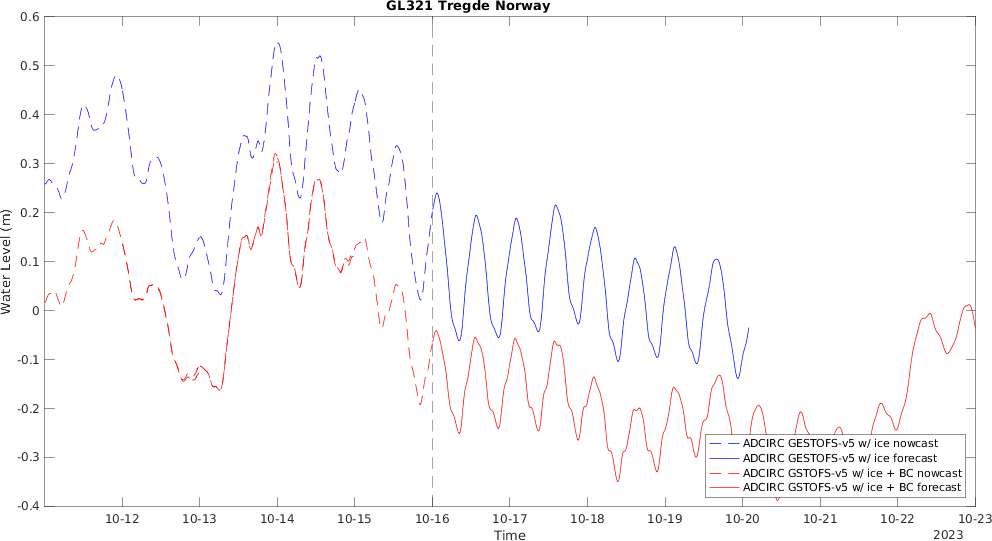 GL321 Tregde Norway
0.6
0.5
0.4
0.3
0.2
0.1
0
-0.1
-0.2
-0.3
-0.4
Water Level (m)
ADCIRC GESTOFS-v5 w/ ice nowcast
ADCIRC GESTOFS-v5 w/ ice forecast
ADCIRC GSTOFS-v5 w/ ice + BC nowcast
ADCIRC GSTOFS-v5 w/ ice + BC forecast
10-12 10-13 10-14 10-15 10-16 10-17 10-18 10-19 10-20 10-21 10-22 10-23
Time
2023